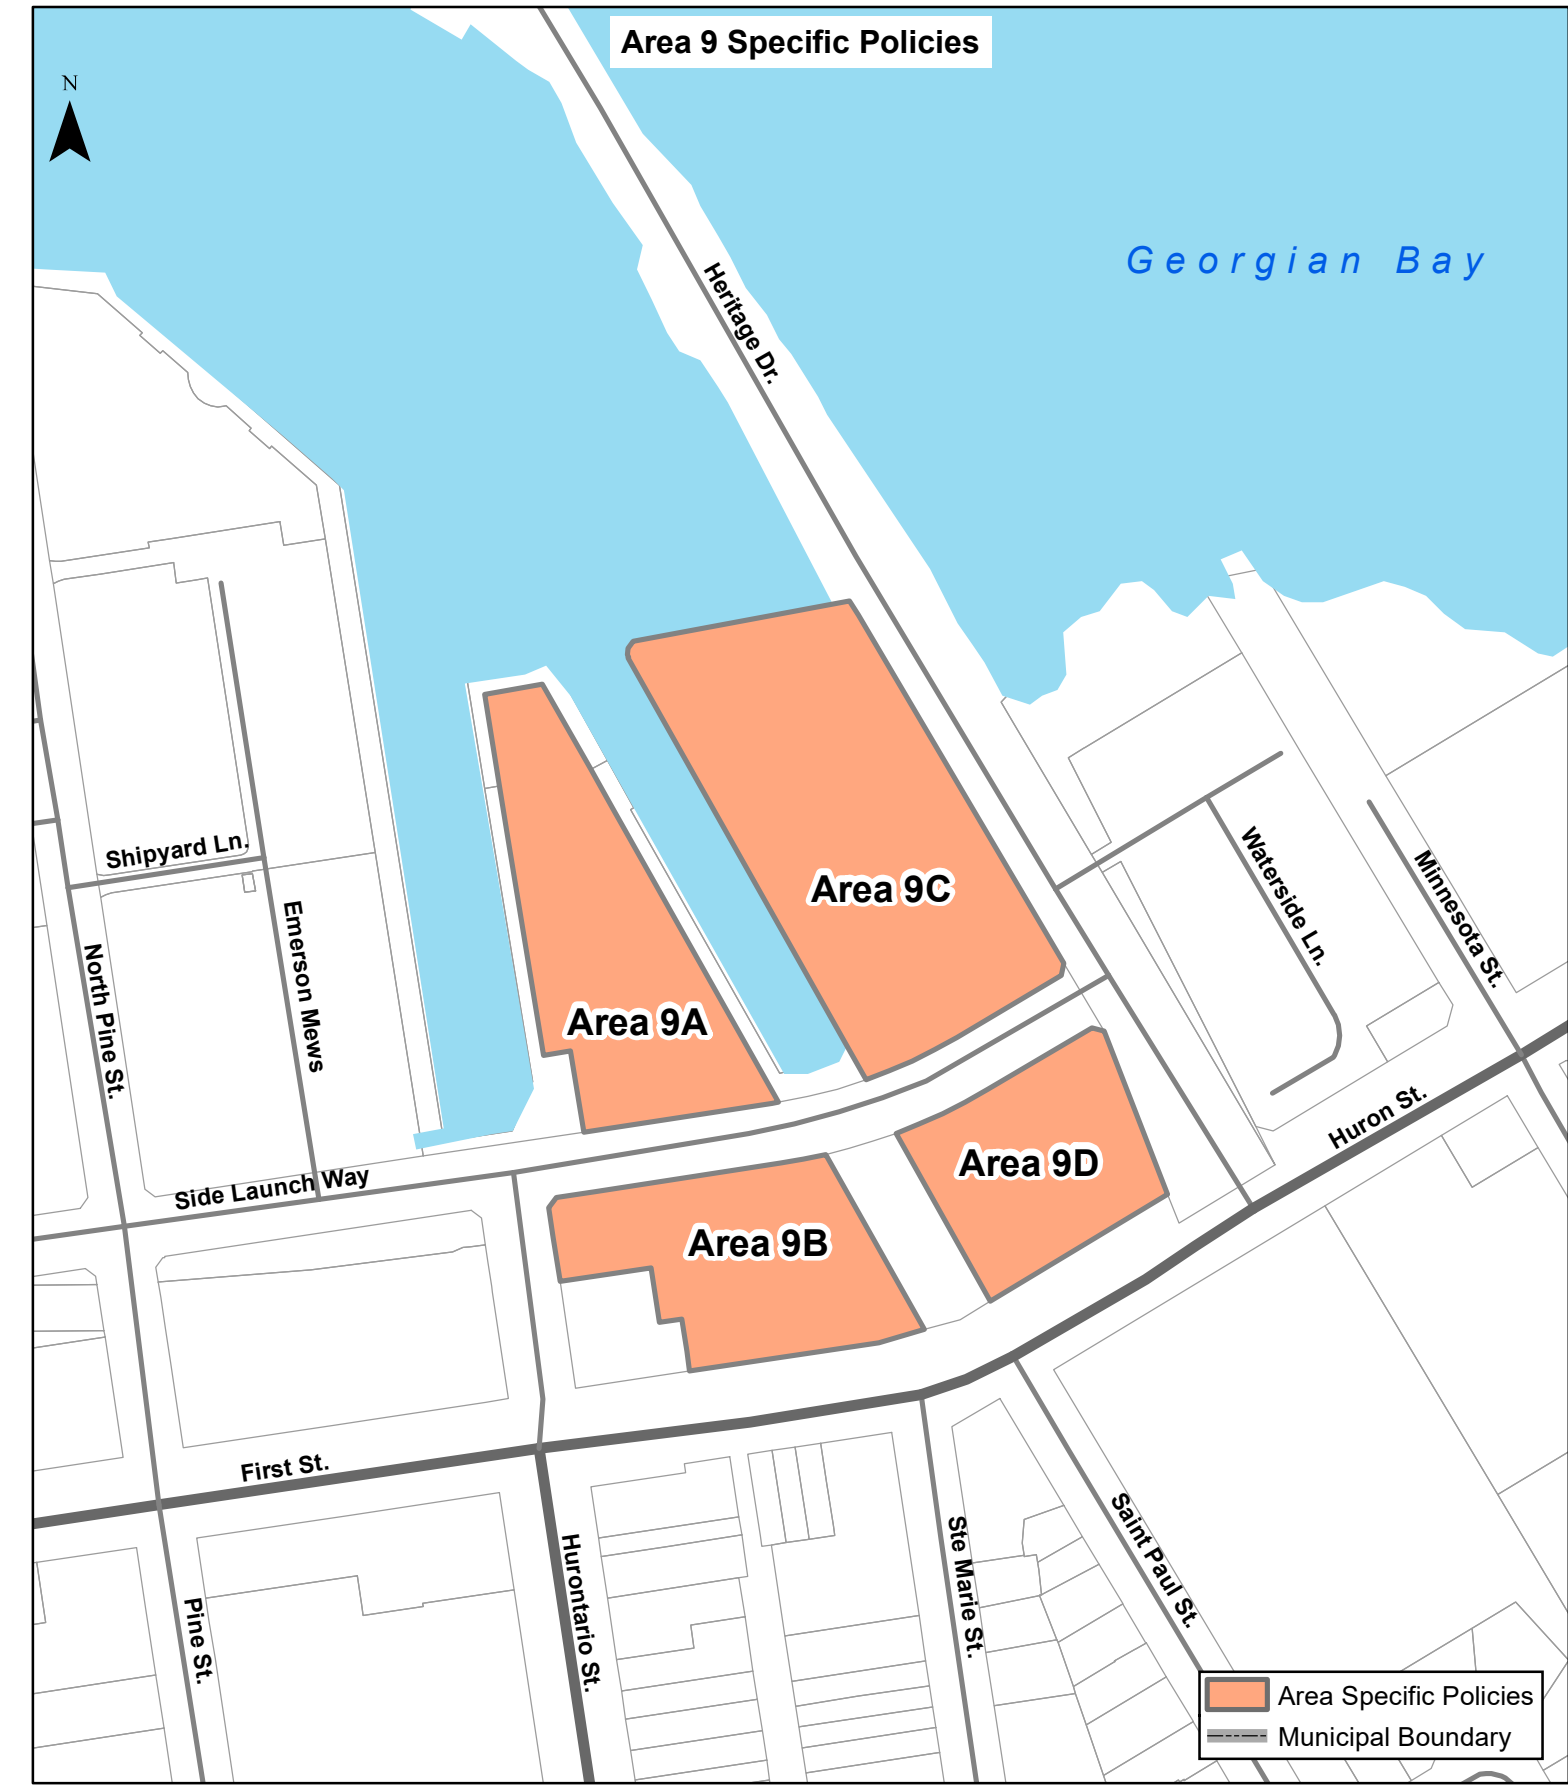 Area 9 Specific Policies
N
Georgian Bay
Heritage Dr.
Shipyard Ln.
Emerson Mews
North Pine St.
Area 9C
Area 9A
Waterside Ln.
Minnesota St.
Huron St.
Area 9D
Side Launch Way
Area 9B
First St.
Pine St.
Hurontario St.
Ste Marie St.
Saint Paul St.
Area Specific Policies
Municipal Boundary